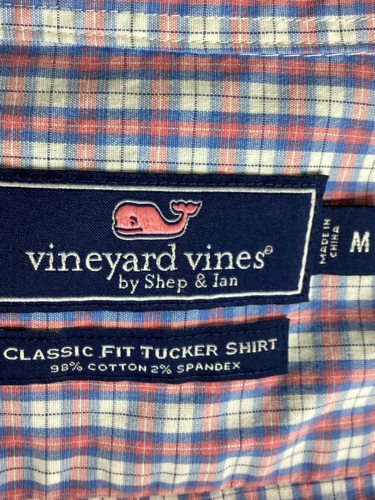 vineyard vines®
by Shep & Ian
MADE IN
CHINA
M
CLASSIC FIT TUCKER SHIRT
98% COTTON 2% SPANDEX